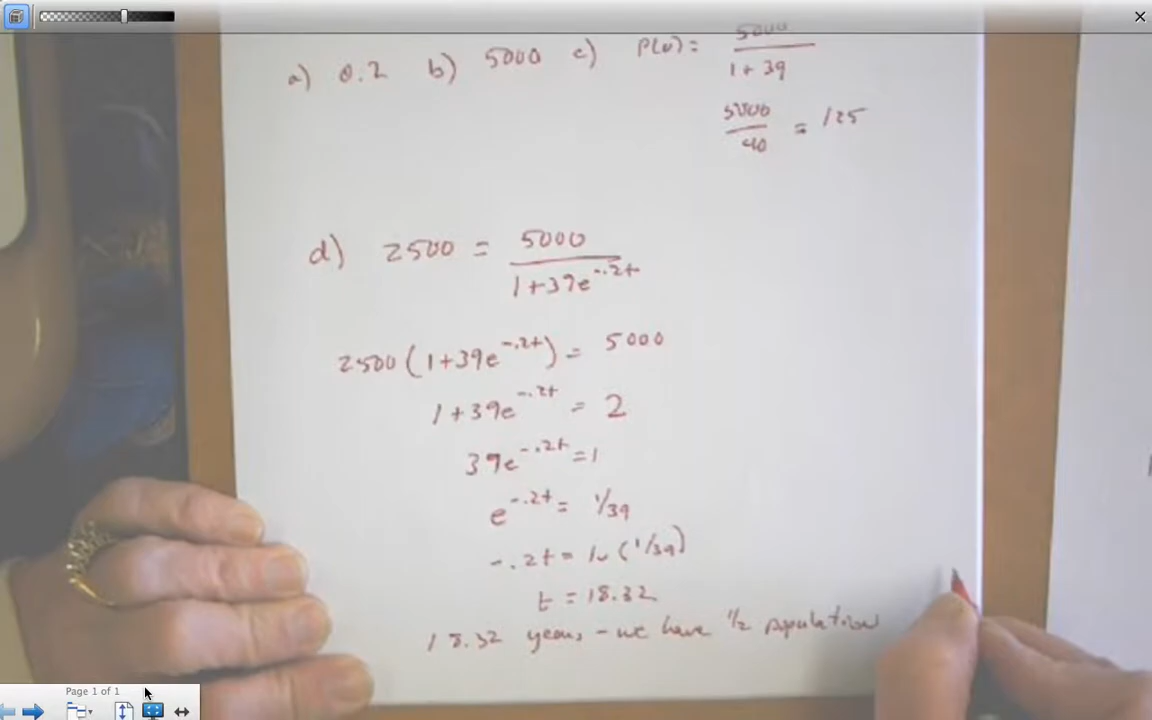 a) 0.2 b) 5000 c) P(0) = 5000 / 1 + 39
5000 / 40 = 125
d) 2500 = 5000 / 1+39e^-.2t
2500(1+39e^-.2t) = 5000
1+39e^-.2t = 2
39e^-.2t = 1
e^-.2t = 1/39
-.2t = ln(1/39)
t = 18.32
18.32 years - we have 1/2 population
Page 1 of 1